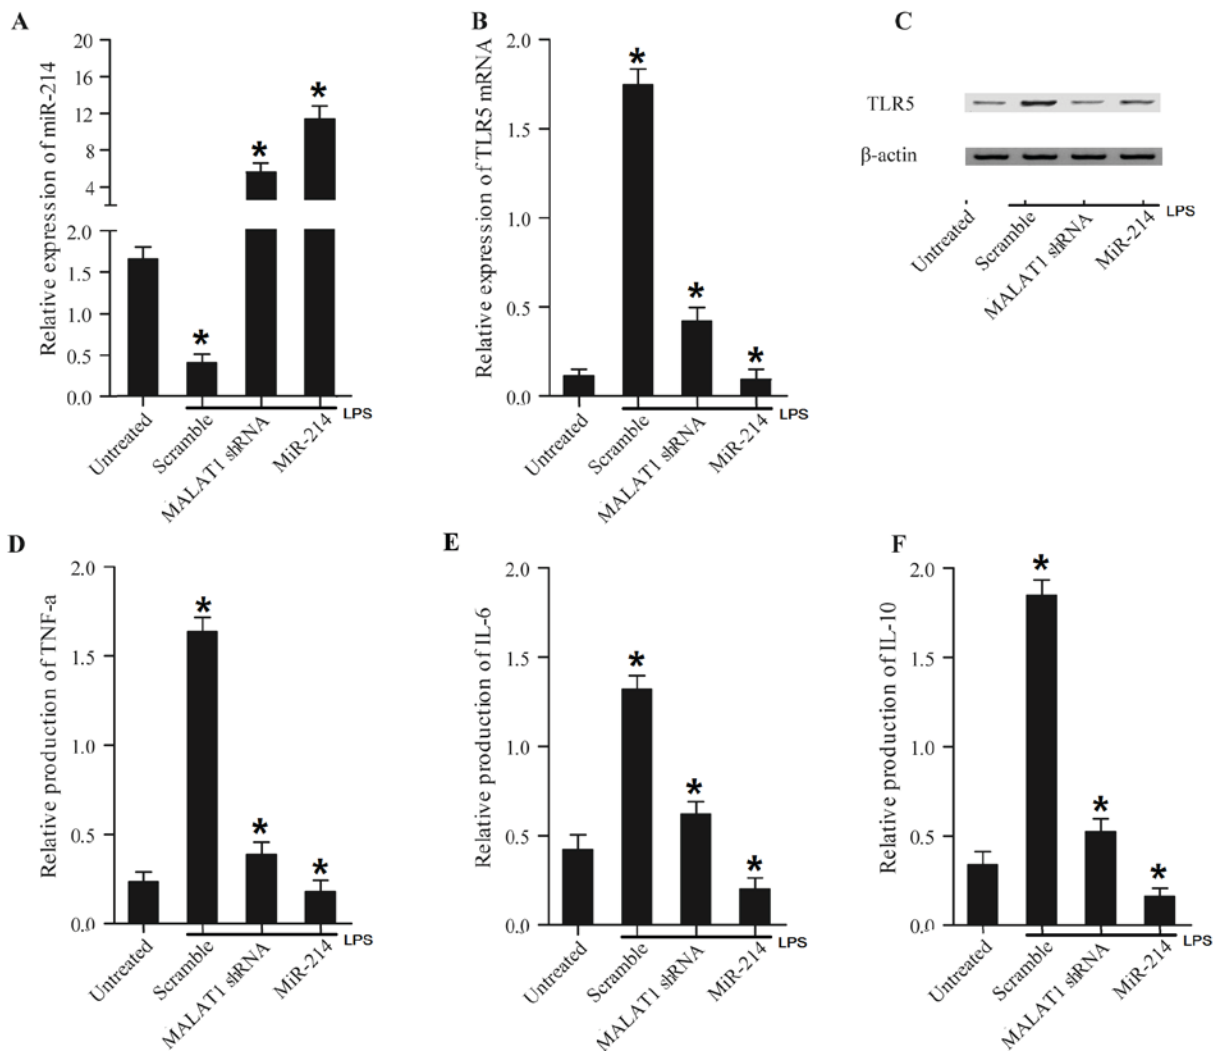 A
Relative expression of miR-214
20
16
12
8
4
2.0
1.5
1.0
0.5
0.0
*
*
*
LPS
Untreated
Scramble
MALAT1 shRNA
MiR-214
B
Relative expression of TLR5 mRNA
2.0
1.5
1.0
0.5
0.0
*
*
*
LPS
Untreated
Scramble
MALAT1 shRNA
MiR-214
C
TLR5
β-actin
LPS
Untreated
Scramble
MALAT1 shRNA
MiR-214
D
Relative production of TNF-a
2.0
1.5
1.0
0.5
0.0
*
*
*
LPS
Untreated
Scramble
MALAT1 shRNA
MiR-214
E
Relative production of IL-6
2.0
1.5
1.0
0.5
0.0
*
*
*
LPS
Untreated
Scramble
MALAT1 shRNA
MiR-214
F
Relative production of IL-10
2.0
1.5
1.0
0.5
0.0
*
*
*
LPS
Untreated
Scramble
MALAT1 shRNA
MiR-214